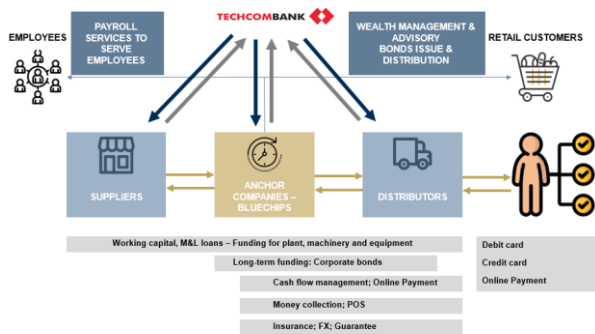 TECHCOMBANK
EMPLOYEES
PAYROLL
SERVICES TO
SERVE
EMPLOYEES
WEALTH MANAGEMENT &
ADVISORY
BONDS ISSUE &
DISTRIBUTION
RETAIL CUSTOMERS
SUPPLIERS
ANCHOR
COMPANIES –
BLUECHIPS
DISTRIBUTORS
Working capital, M&L loans – Funding for plant, machinery and equipment
Long-term funding: Corporate bonds
Cash flow management; Online Payment
Money collection; POS
Insurance; FX; Guarantee
Debit card
Credit card
Online Payment